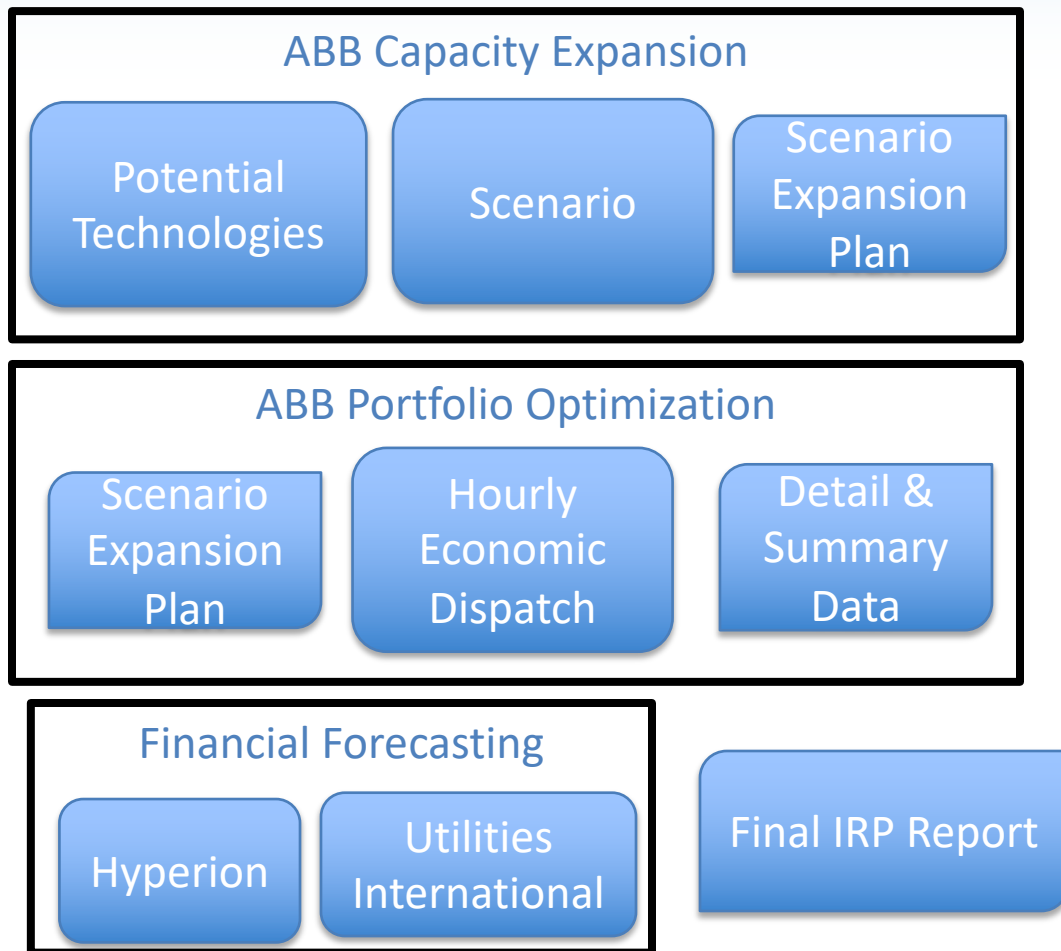 ABB Capacity Expansion
Potential
Technologies
Scenario
Scenario
Expansion
Plan
ABB Portfolio Optimization
Scenario
Expansion
Plan
Hourly
Economic
Dispatch
Detail &
Summary
Data
Financial Forecasting
Hyperion
Utilities
International
Final IRP Report